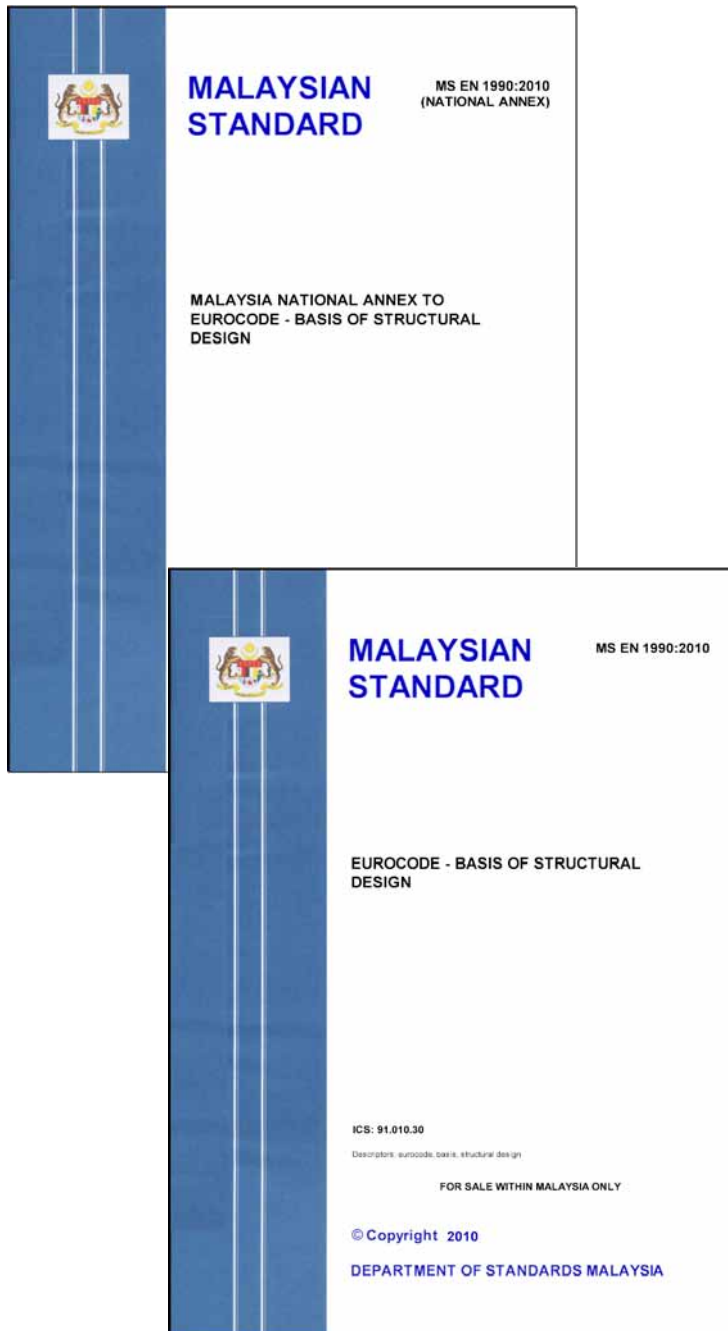 MALAYSIAN
STANDARD
MS EN 1990:2010
(NATIONAL ANNEX)
MALAYSIA NATIONAL ANNEX TO
EUROCODE - BASIS OF STRUCTURAL
DESIGN
MALAYSIAN
STANDARD
MS EN 1990:2010
EUROCODE - BASIS OF STRUCTURAL
DESIGN
ICS: 91.010.30
Descriptors: eurocode, basis, structural design
FOR SALE WITHIN MALAYSIA ONLY
© Copyright 2010
DEPARTMENT OF STANDARDS MALAYSIA